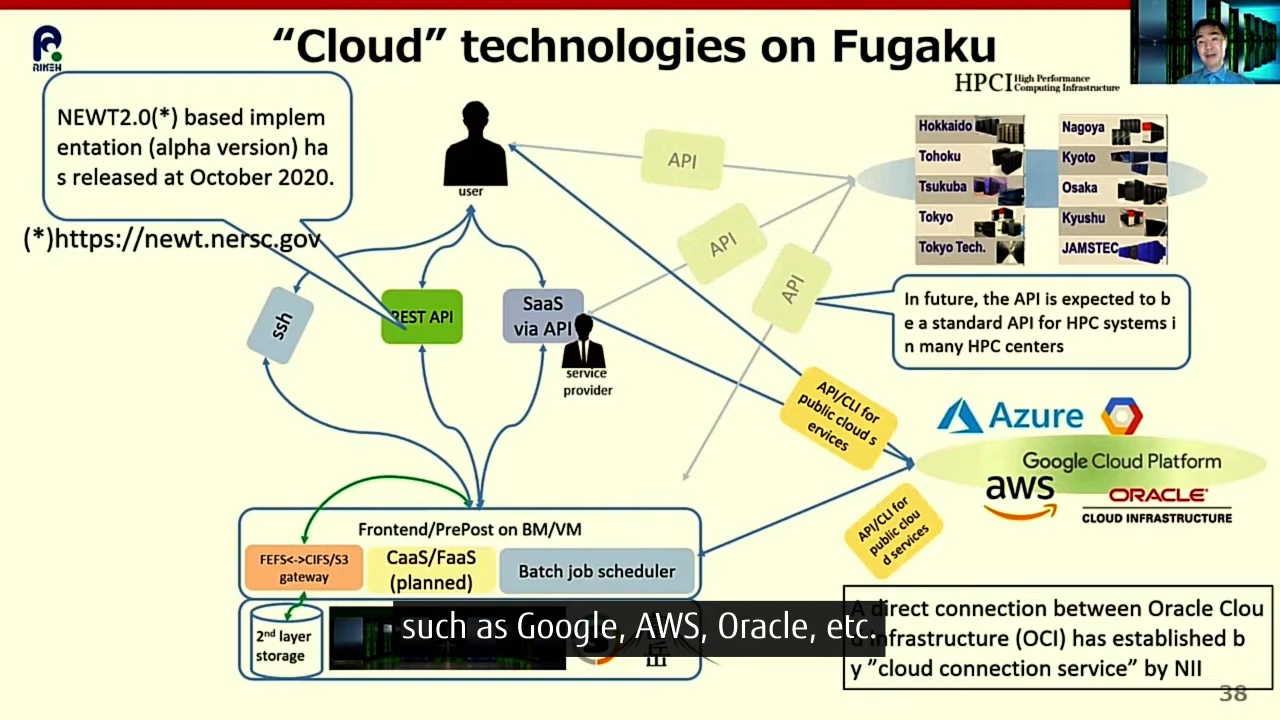 “Cloud” technologies on Fugaku
RIKEN
HPCI High Performance
Computing Infrastructure
NEWT2.0(*) based implem
entation (alpha version) ha
s released at October 2020.
(*)https://newt.nersc.gov
user
API
API
API
Hokkaido
Tohoku
Tsukuba
Tokyo
Tokyo Tech.
Nagoya
Kyoto
Osaka
Kyushu
JAMSTEC
ssh
REST API
SaaS
via API
service
provider
In future, the API is expected to b
e a standard API for HPC systems i
n many HPC centers
API/CLI for
public cloud s
ervices
Azure
Google Cloud Platform
aws
ORACLE
CLOUD INFRASTRUCTURE
API/CLI for
public clou
d services
Frontend/PrePost on BM/VM
FEFS<->CIFS/S3
gateway
CaaS/FaaS
(planned)
Batch job scheduler
2nd layer
storage
岳
such as Google, AWS, Oracle, etc.
A direct connection between Oracle Clou
d Infrastructure (OCI) has established b
y ”cloud connection service” by NII
38